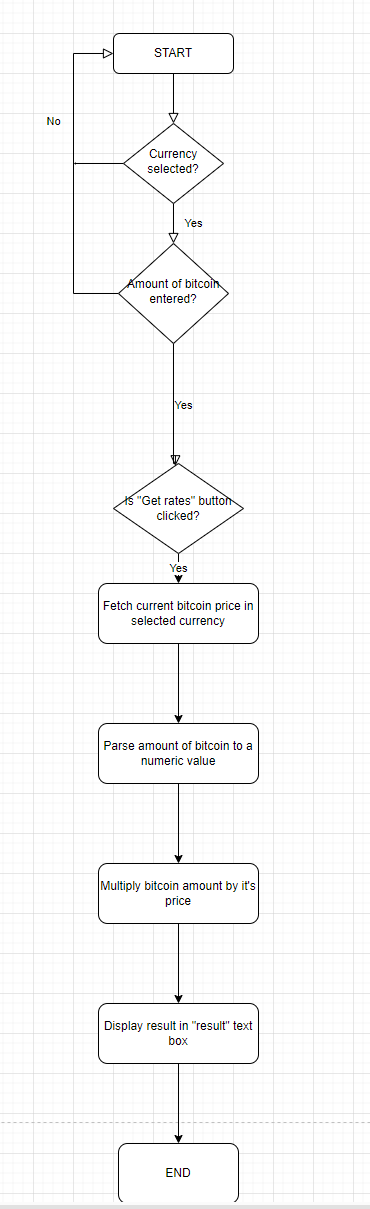 START
No
Currency
selected?
Yes
Amount of bitcoin
entered?
Yes
Is "Get rates" button
clicked?
Yes
Fetch current bitcoin price in
selected currency
Parse amount of bitcoin to a
numeric value
Multiply bitcoin amount by it's
price
Display result in "result" text
box
END